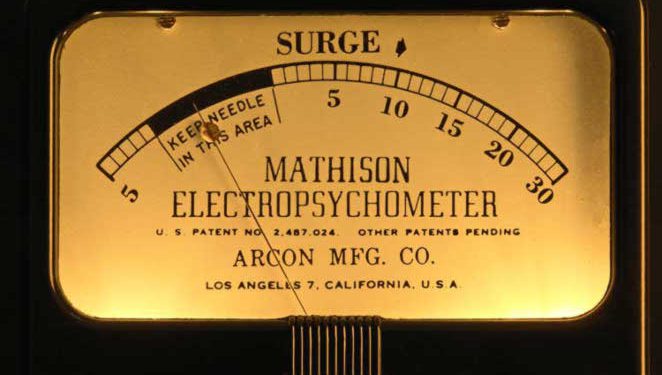 SURGE
5
10
15
20
30
5
KEEP NEEDLE
IN THIS AREA
MATHISON
ELECTROPSYCHOMETER
U. S. PATENT NO. 2,487,024. OTHER PATENTS PENDING
ARCON MFG. CO.
LOS ANGELES 7, CALIFORNIA, U.S.A.